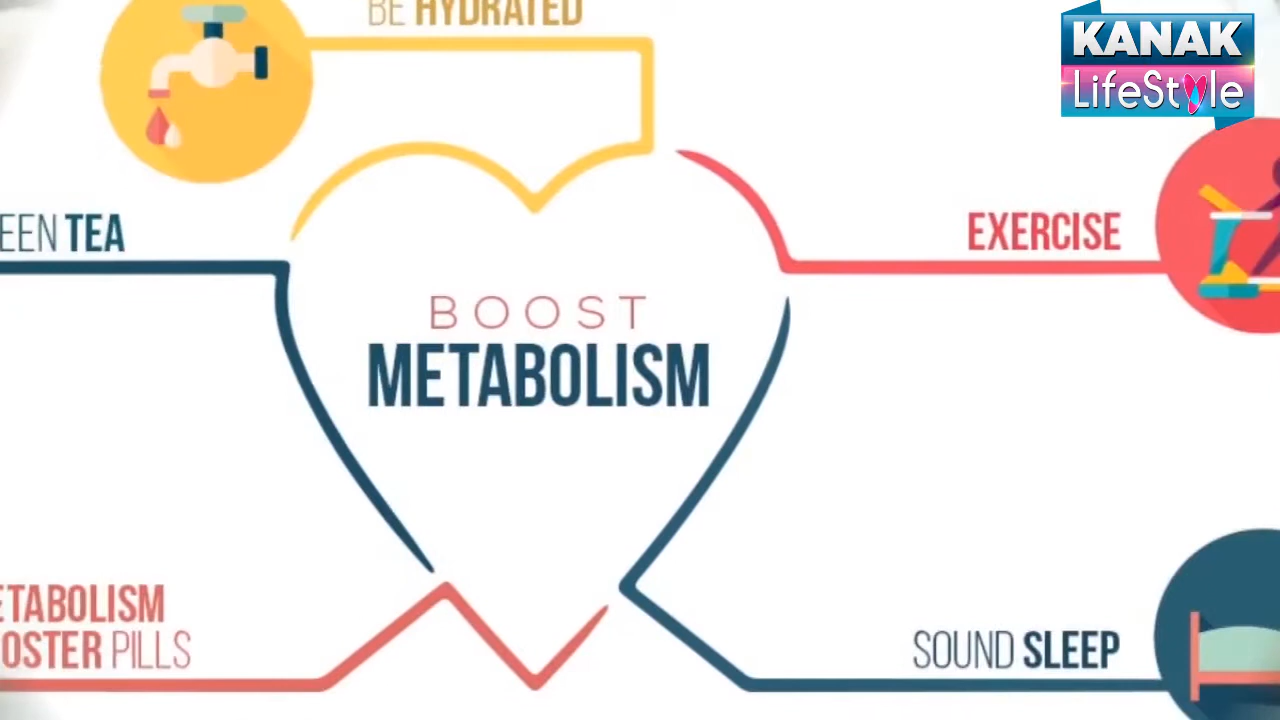 BE HYDRATED
KANAK
LifeStyle
EEN TEA
EXERCISE
BOOST
METABOLISM
ETABOLISM
OSTER PILLS
SOUND SLEEP